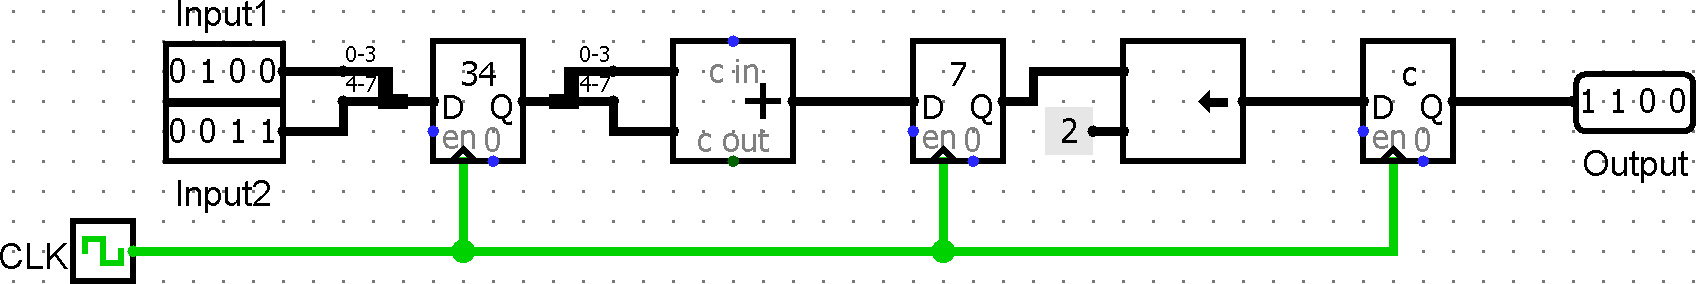 Input1
0 1 0 0
0 0 1 1
Input2
CLK
0-3
4-7
34
D Q
en 0
0-3
4-7
c in
+
c out
7
D Q
en 0
2
c
D Q
en 0
1 1 0 0
Output